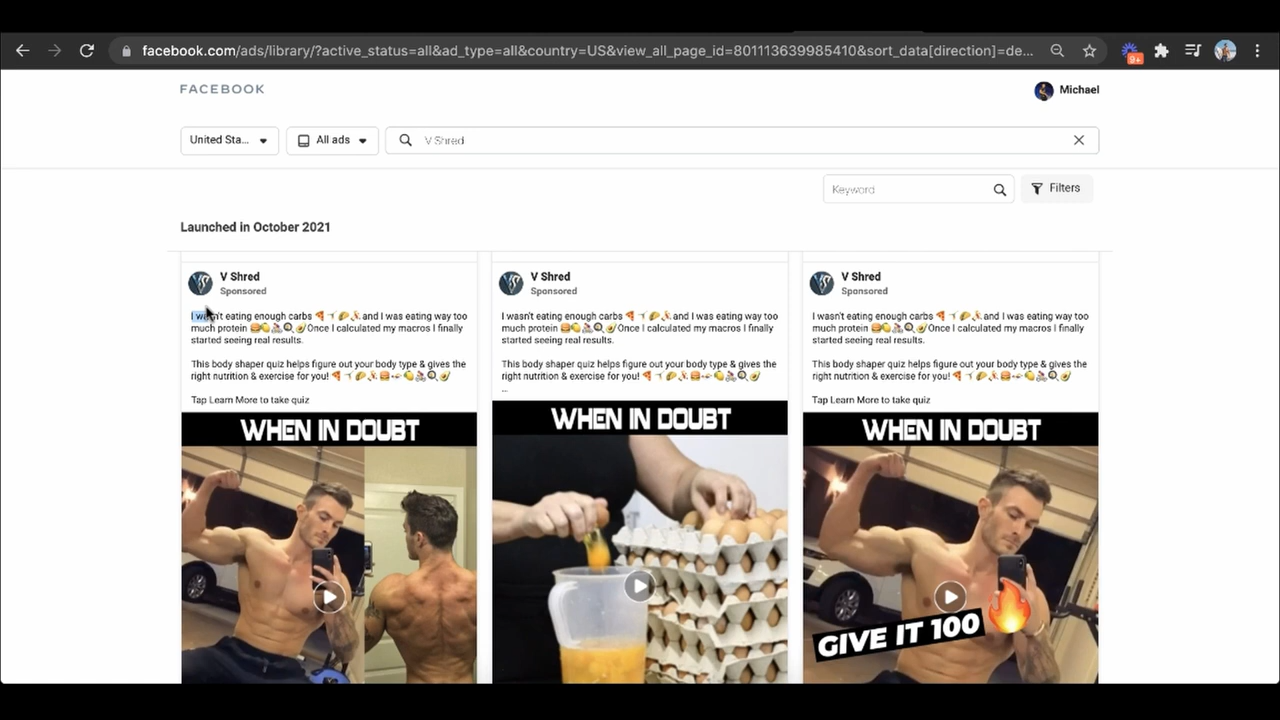 facebook.com/ads/library/?active_status=all&ad_type=all&country=US&view_all_page_id=801113639985410&sort_data[direction]=de...
9+
FACEBOOK
Michael
United Sta...
All ads
V Shred
Keyword
Filters
Launched in October 2021
V Shred
Sponsored
I wasn't eating enough carbs 🍕🥄🌮🎉 and I was eating way too
much protein 🍔🍋🍳🥑Once I calculated my macros I finally
started seeing real results.
This body shaper quiz helps figure out your body type & gives the
right nutrition & exercise for you!
Tap Learn More to take quiz
WHEN IN DOUBT
V Shred
Sponsored
I wasn't eating enough carbs and I was eating way too
much protein Once I calculated my macros I finally
started seeing real results.
This body shaper quiz helps figure out your body type & gives the
right nutrition & exercise for you!
...
WHEN IN DOUBT
V Shred
Sponsored
I wasn't eating enough carbs and I was eating way too
much protein Once I calculated my macros I finally
started seeing real results.
This body shaper quiz helps figure out your body type & gives the
right nutrition & exercise for you!
Tap Learn More to take quiz
WHEN IN DOUBT
GIVE IT 100